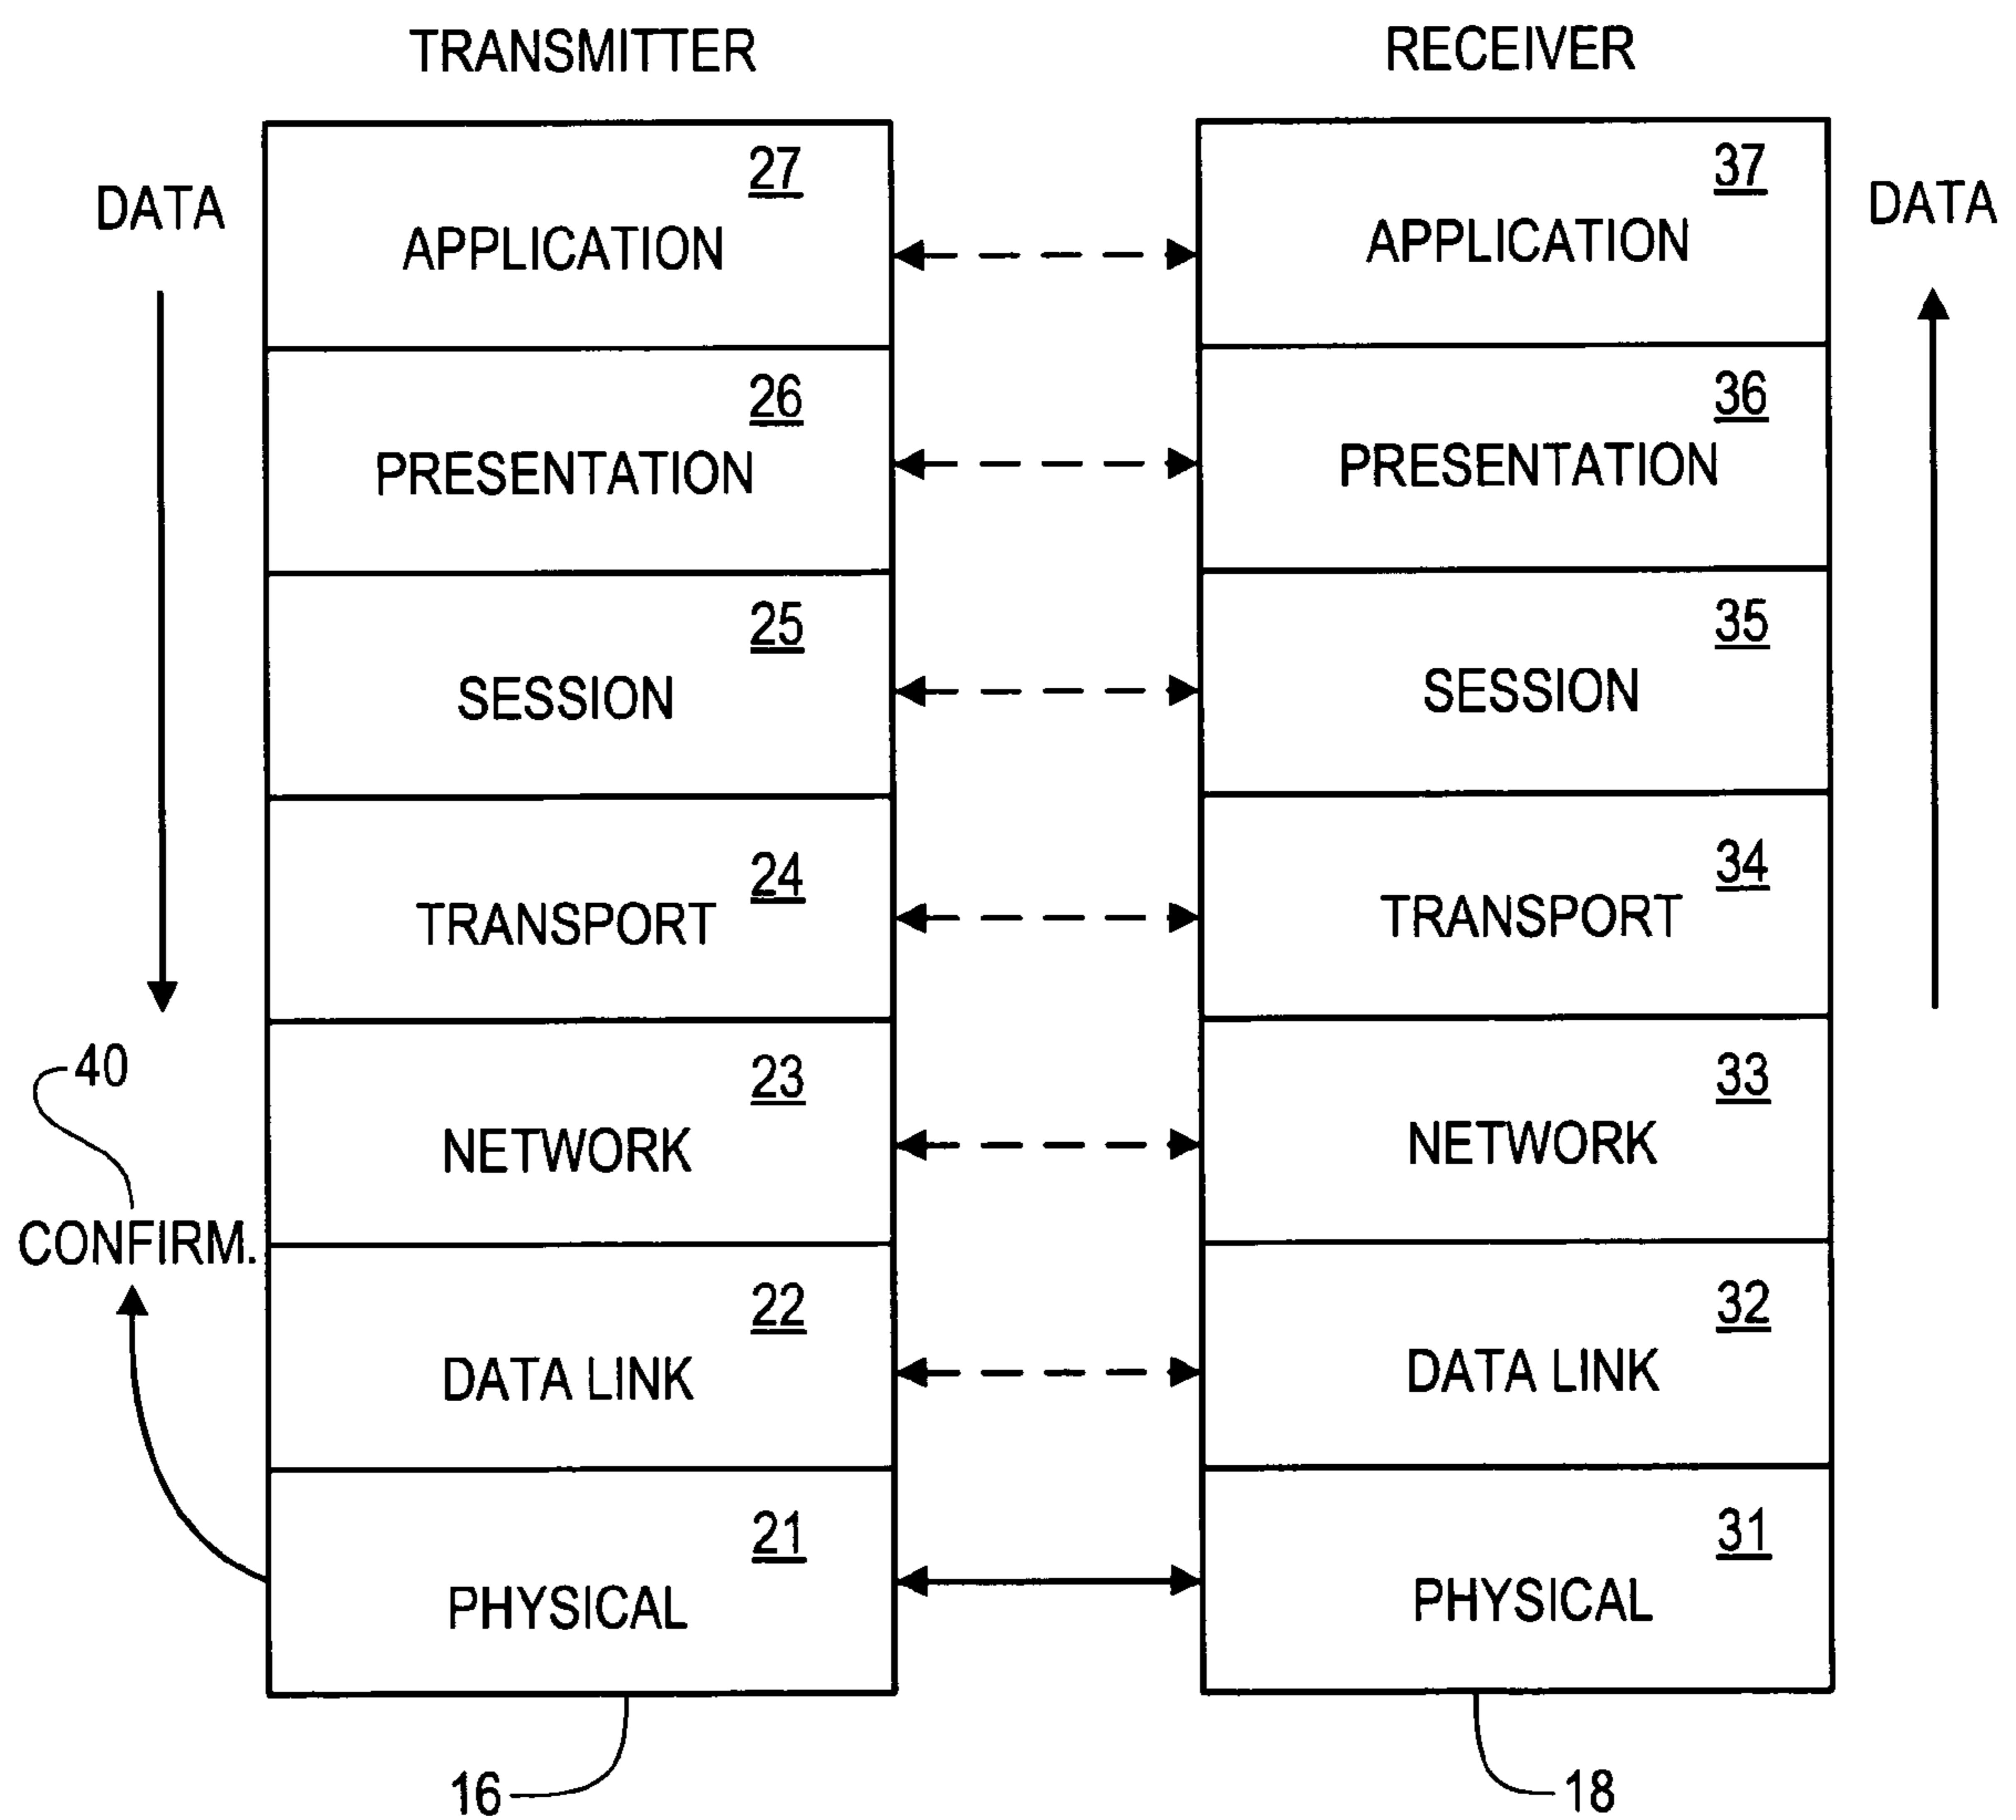 TRANSMITTER
RECEIVER
DATA
27
APPLICATION
37
APPLICATION
DATA
26
PRESENTATION
36
PRESENTATION
25
SESSION
35
SESSION
24
TRANSPORT
34
TRANSPORT
40
CONFIRM.
23
NETWORK
33
NETWORK
22
DATA LINK
32
DATA LINK
21
PHYSICAL
31
PHYSICAL
16
18